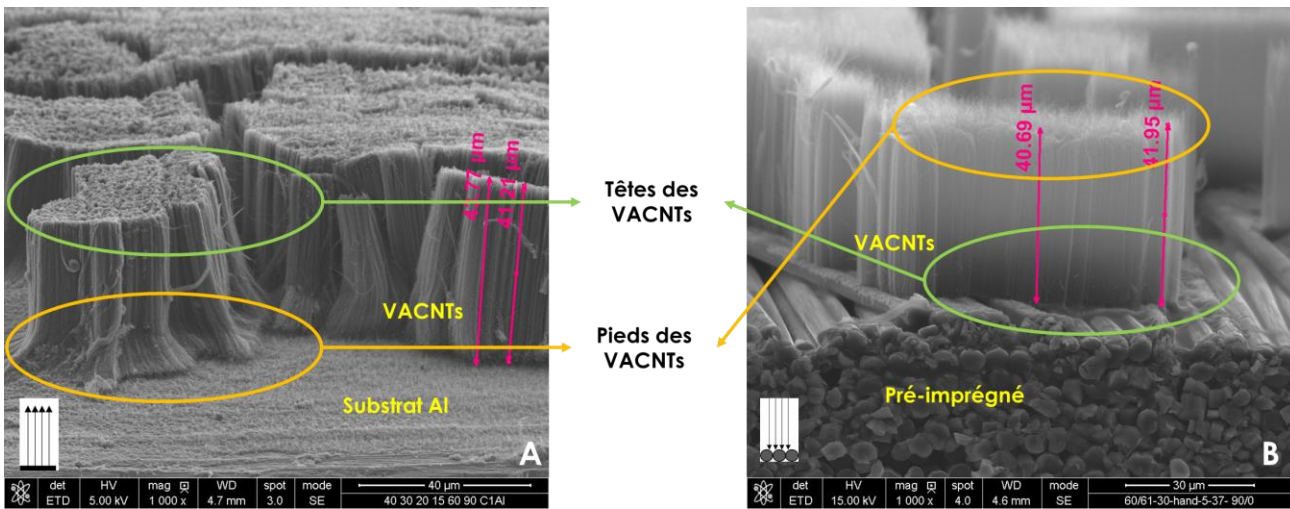 41.21 µm
40.69 µm
41.95 µm
Têtes des
VACNTs
VACNTs
VACNTs
Pieds des
VACNTs
Substrat Al
Pré-imprégné
A
B
det HV mag WD spot mode 40 µm
ETD 5.00 kV 1 000 x 4.7 mm 3.0 SE 40 30 20 15 60 90 C1Al
det HV mag WD spot mode 30 µm
ETD 15.00 kV 1 000 x 4.6 mm 4.0 SE 60/61-30-hand-5-37- 90/0